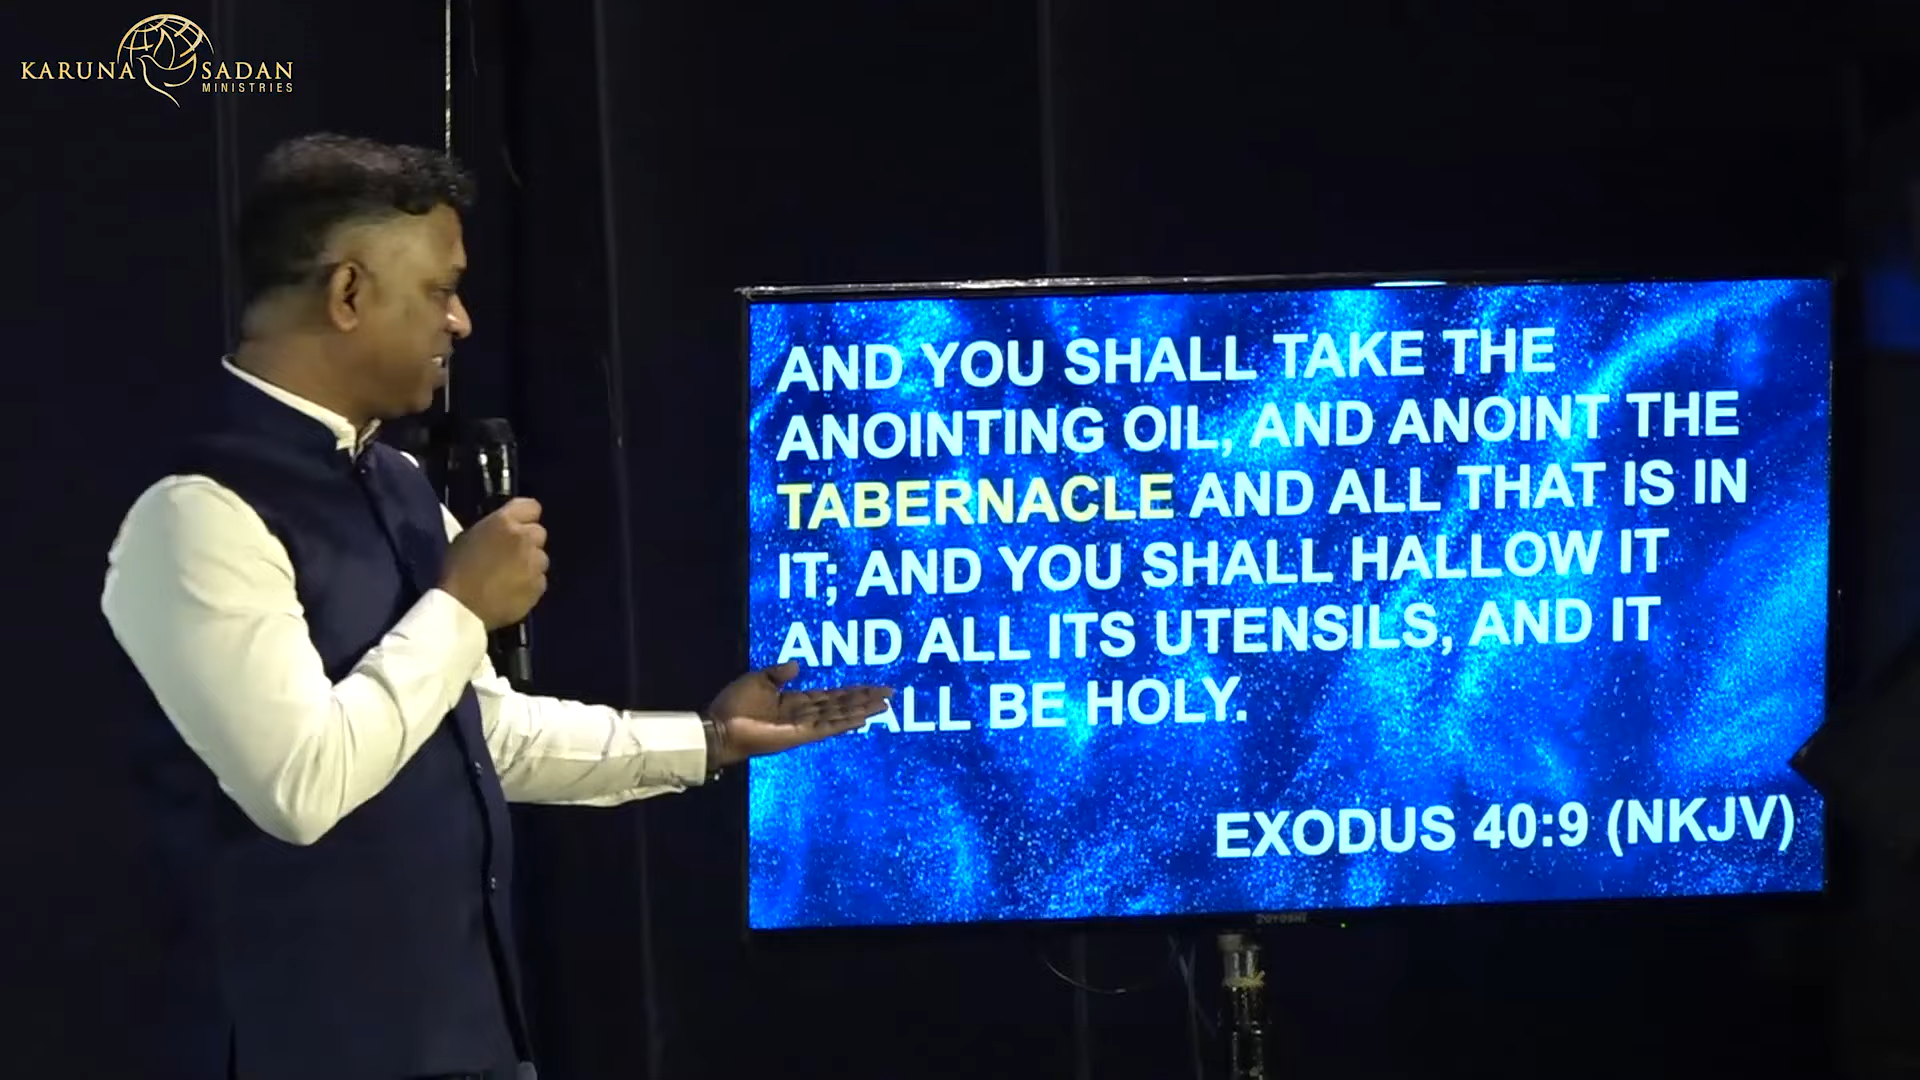 KARUNA SADAN
MINISTRIES
AND YOU SHALL TAKE THE
ANOINTING OIL, AND ANOINT THE
TABERNACLE AND ALL THAT IS IN
IT; AND YOU SHALL HALLOW IT
AND ALL ITS UTENSILS, AND IT
ALL BE HOLY.
EXODUS 40:9 (NKJV)